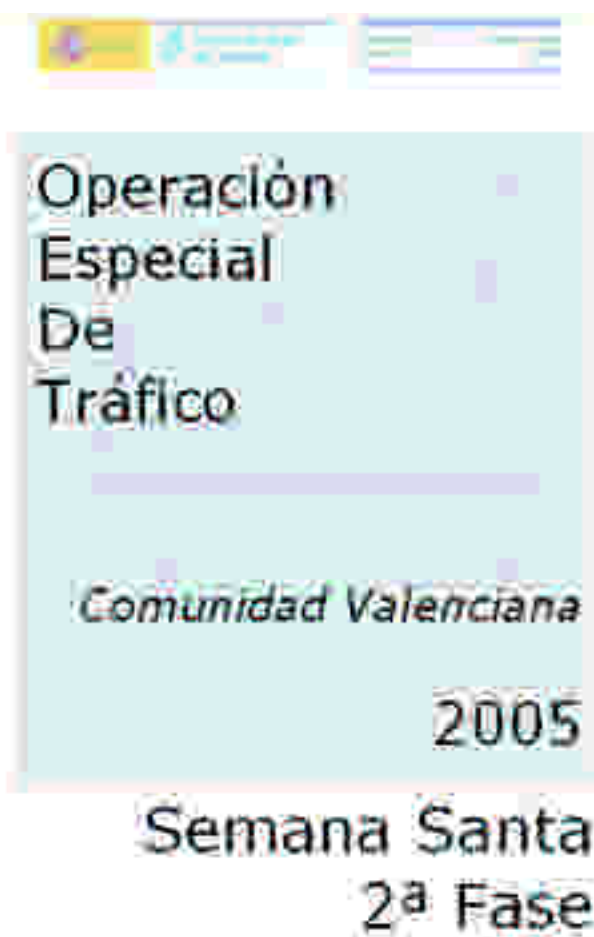 Operación
Especial
De
Tráfico
Comunidad Valenciana
2005
Semana Santa
2ª Fase